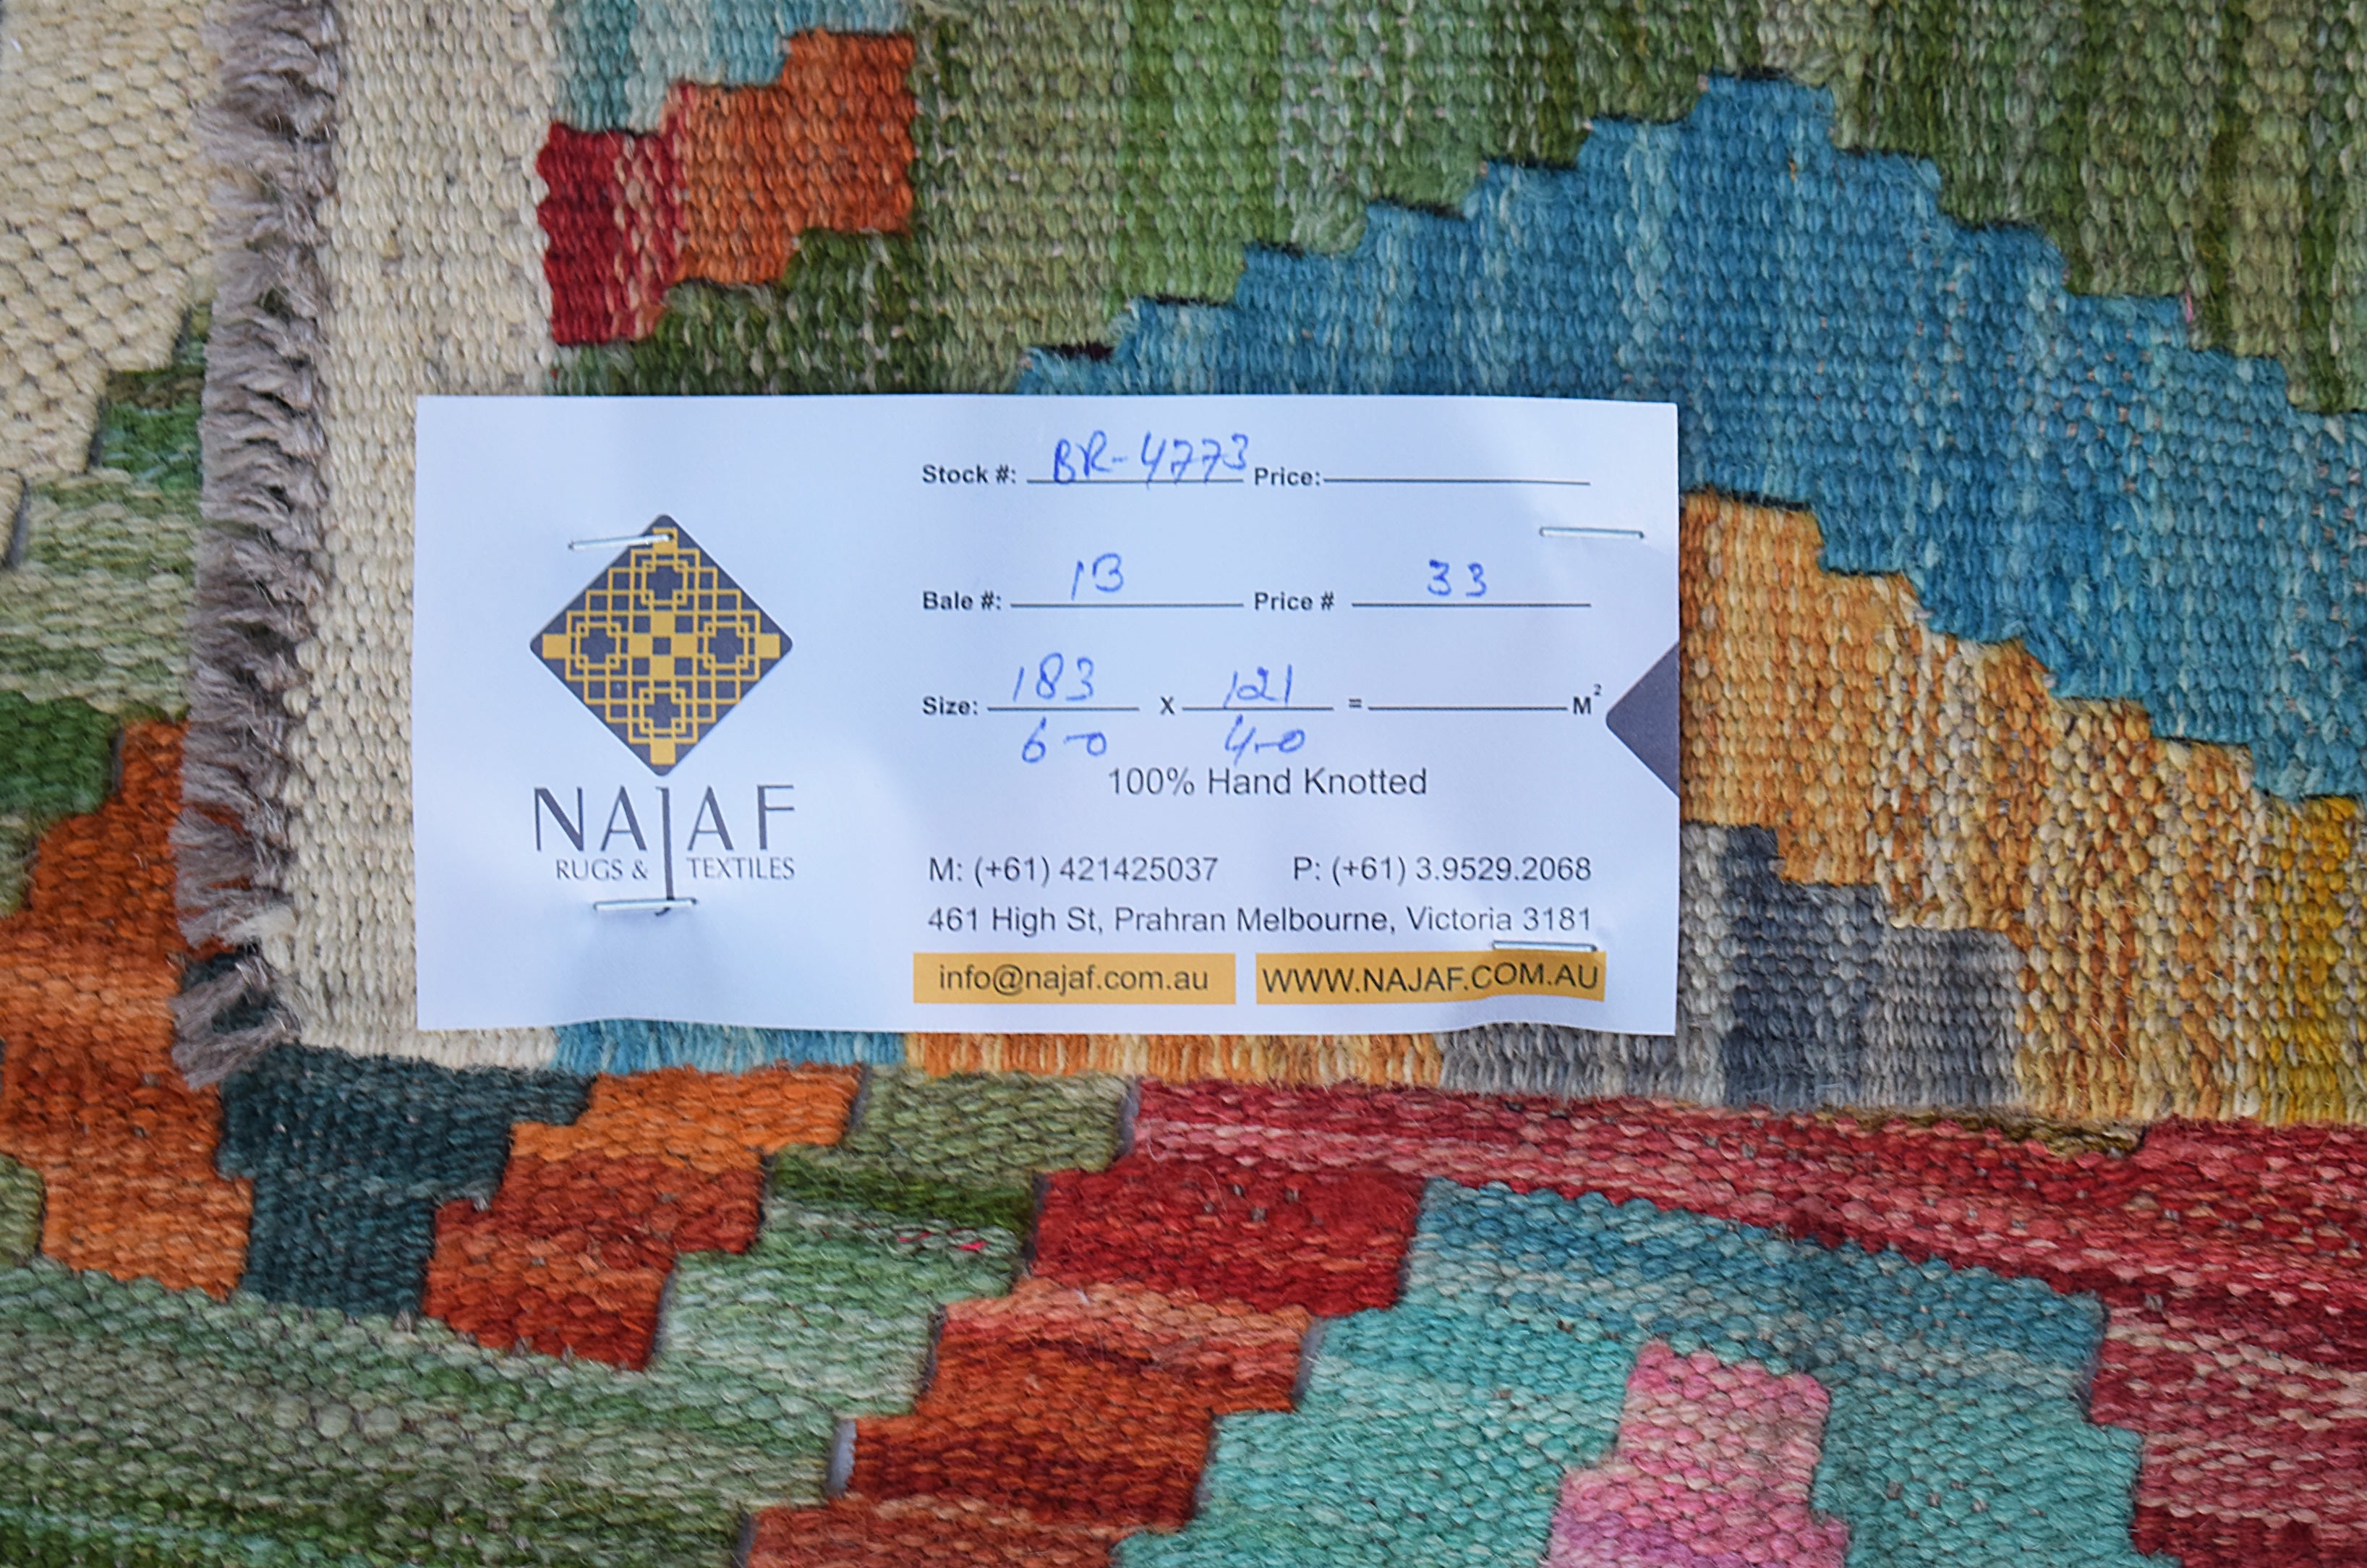 NAJAF
RUGS & TEXTILES
Stock #: BR-4773 Price:
Bale #: 13 Price # 33
Size: 183 X 121 = M²
6-0 4-0
100% Hand Knotted
M: (+61) 421425037 P: (+61) 3.9529.2068
461 High St, Prahran Melbourne, Victoria 3181
info@najaf.com.au WWW.NAJAF.COM.AU